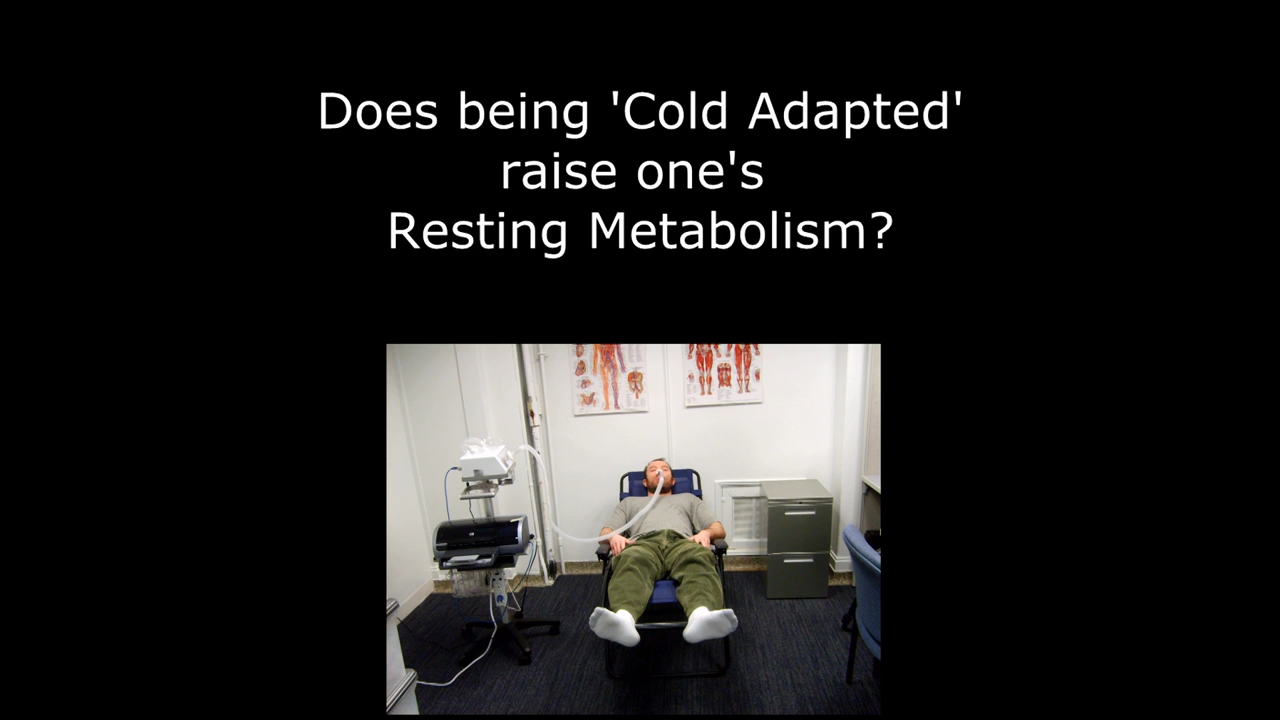 Does being 'Cold Adapted'
raise one's
Resting Metabolism?